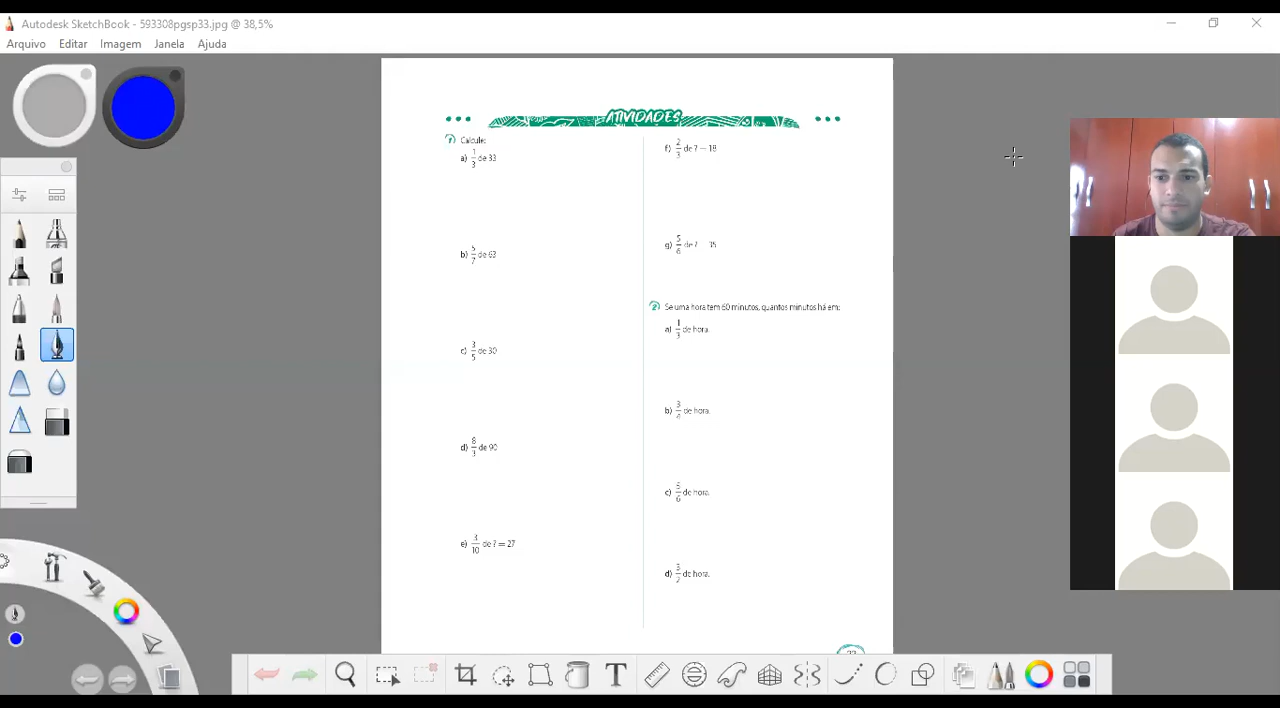 Autodesk SketchBook - 593308pgsp33.jpg @ 38,5%
Arquivo Editar Imagem Janela Ajuda
ATIVIDADES
1 Calcule:
a) 1/3 de 33
b) 5/7 de 63
c) 3/5 de 30
d) 8/3 de 90
e) 3/10 de ? = 27
f) 2/3 de ? = 18
g) 5/6 de ? = 35
2 Se uma hora tem 60 minutos, quantos minutos há em:
a) 1/3 de hora.
b) 3/4 de hora.
c) 5/6 de hora.
d) 3/2 de hora.
T